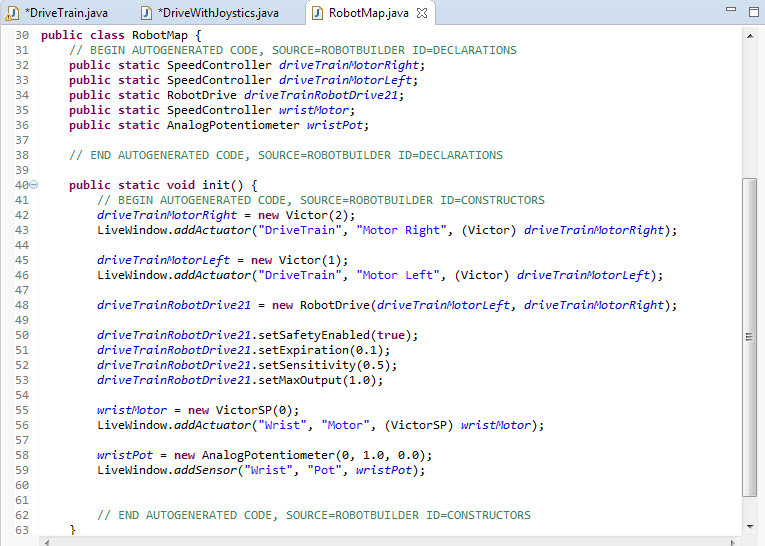 *DriveTrain.java *DriveWithJoystics.java RobotMap.java
30 public class RobotMap {
31 // BEGIN AUTOGENERATED CODE, SOURCE=ROBOTBUILDER ID=DECLARATIONS
32 public static SpeedController driveTrainMotorRight;
33 public static SpeedController driveTrainMotorLeft;
34 public static RobotDrive driveTrainRobotDrive21;
35 public static SpeedController wristMotor;
36 public static AnalogPotentiometer wristPot;
37
38 // END AUTOGENERATED CODE, SOURCE=ROBOTBUILDER ID=DECLARATIONS
39
40 public static void init() {
41 // BEGIN AUTOGENERATED CODE, SOURCE=ROBOTBUILDER ID=CONSTRUCTORS
42 driveTrainMotorRight = new Victor(2);
43 LiveWindow.addActuator("DriveTrain", "Motor Right", (Victor) driveTrainMotorRight);
44
45 driveTrainMotorLeft = new Victor(1);
46 LiveWindow.addActuator("DriveTrain", "Motor Left", (Victor) driveTrainMotorLeft);
47
48 driveTrainRobotDrive21 = new RobotDrive(driveTrainMotorLeft, driveTrainMotorRight);
49
50 driveTrainRobotDrive21.setSafetyEnabled(true);
51 driveTrainRobotDrive21.setExpiration(0.1);
52 driveTrainRobotDrive21.setSensitivity(0.5);
53 driveTrainRobotDrive21.setMaxOutput(1.0);
54
55 wristMotor = new VictorSP(0);
56 LiveWindow.addActuator("Wrist", "Motor", (VictorSP) wristMotor);
57
58 wristPot = new AnalogPotentiometer(0, 1.0, 0.0);
59 LiveWindow.addSensor("Wrist", "Pot", wristPot);
60
61
62 // END AUTOGENERATED CODE, SOURCE=ROBOTBUILDER ID=CONSTRUCTORS
63 }